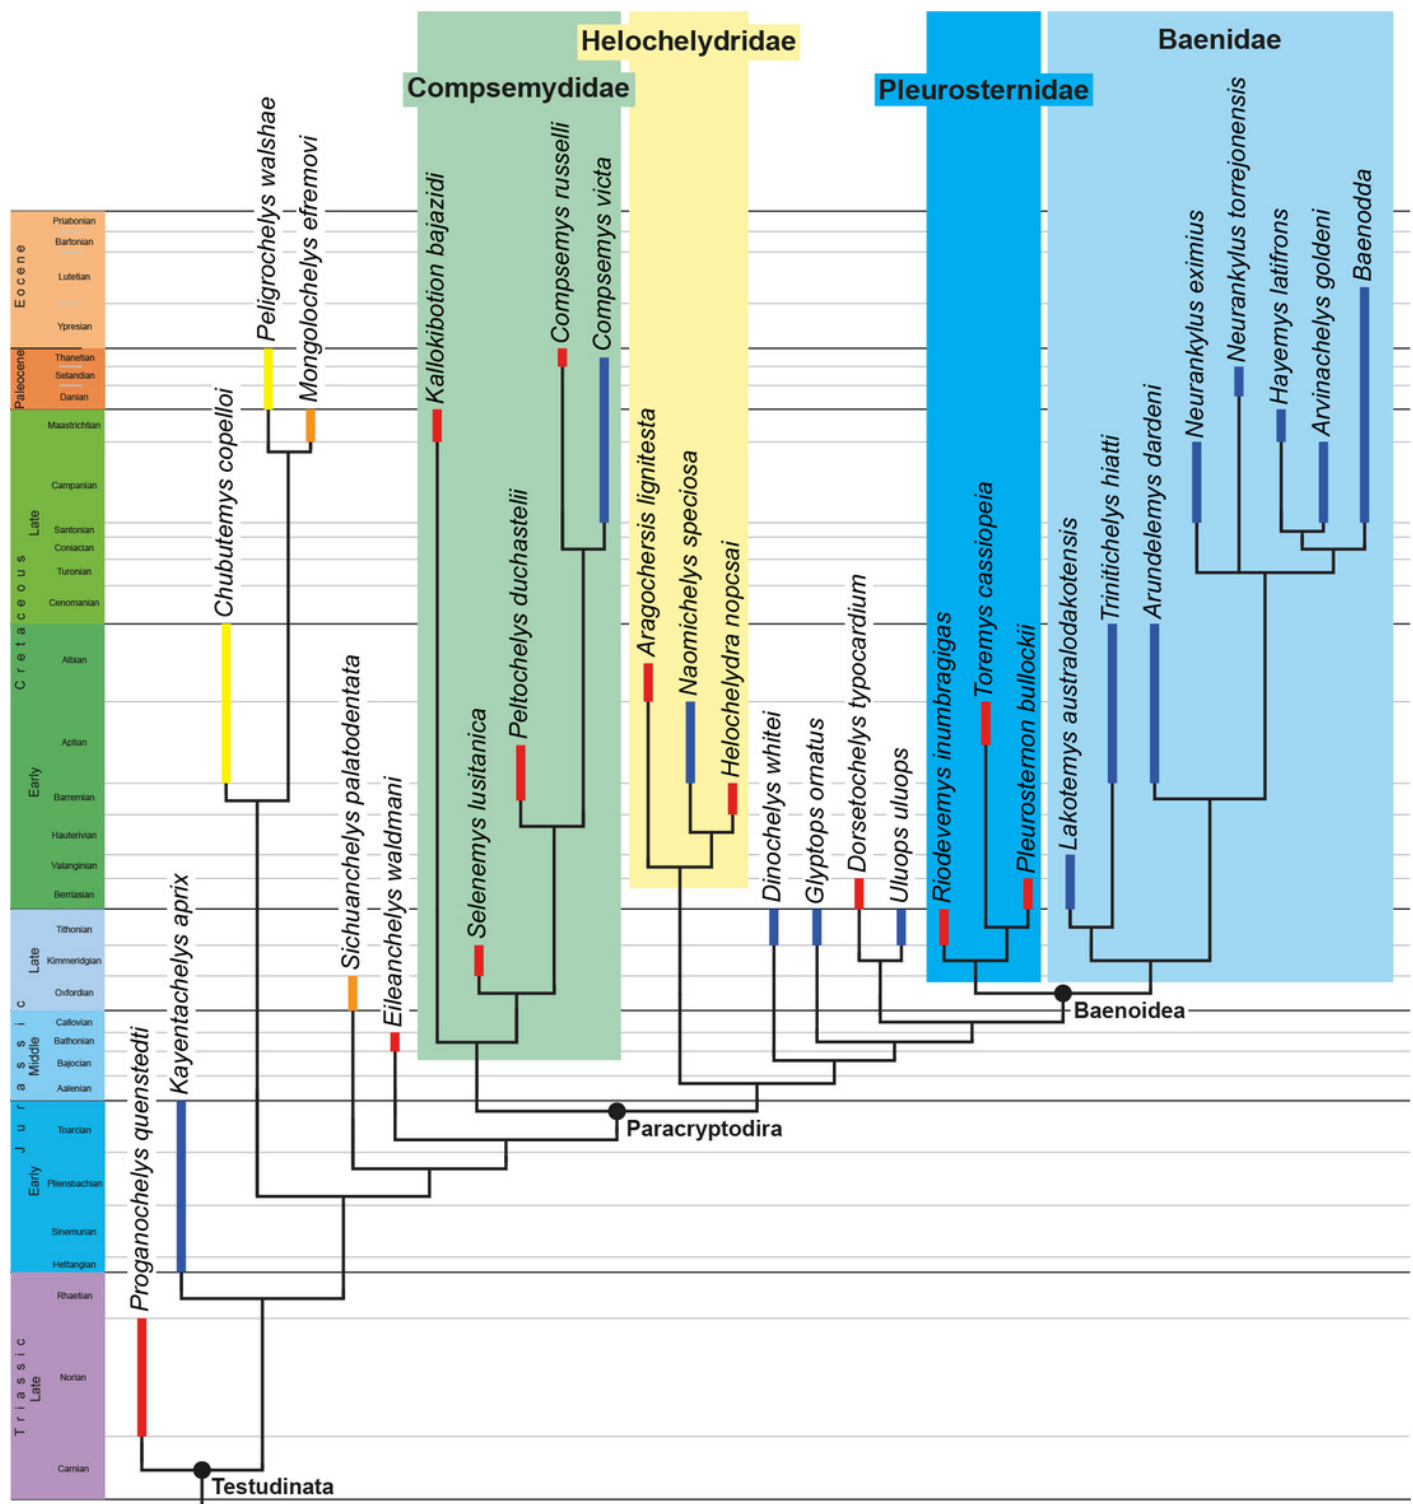 Helochelydridae
Baenidae
Compsemydidae
Pleurosternidae
Peligrochelys walshae
Mongolochelys efremovi
Chubutemys copelloi
Kallokibotion bajazidi
Compsemys russelli
Compsemys victa
Peltochelys duchastelii
Selenemys lusitanica
Sichuanchelys palatodentata
Eileanchelys waldmani
Kayentachelys aprix
Proganochelys quenstedti
Aragochersis lignitesta
Naomichelys speciosa
Helochelydra nopcsai
Dinochelys whitei
Glyptops ornatus
Dorsetochelys typocardium
Uluops uluops
Riodevemys inumbragigas
Toremys cassiopeia
Pleurosternon bullockii
Lakotemys australodakotensis
Trinitichelys hiatti
Arundelemys dardeni
Neurankylus eximius
Neurankylus torrejonensis
Hayemys latifrons
Arvinachelys goldeni
Baenodda
Eocene
Priabonian
Bartonian
Lutetian
Ypresian
Paleocene
Thanetian
Selandian
Danian
Cretaceous
Late
Maastrichtian
Campanian
Santonian
Coniacian
Turonian
Cenomanian
Early
Albian
Aptian
Barremian
Hauterivian
Valanginian
Berriasian
Jurassic
Late
Tithonian
Kimmeridgian
Oxfordian
Middle
Callovian
Bathonian
Bajocian
Aalenian
Early
Toarcian
Pliensbachian
Sinemurian
Hettangian
Triassic
Late
Rhaetian
Norian
Carnian
Baenoidea
Paracryptodira
Testudinata